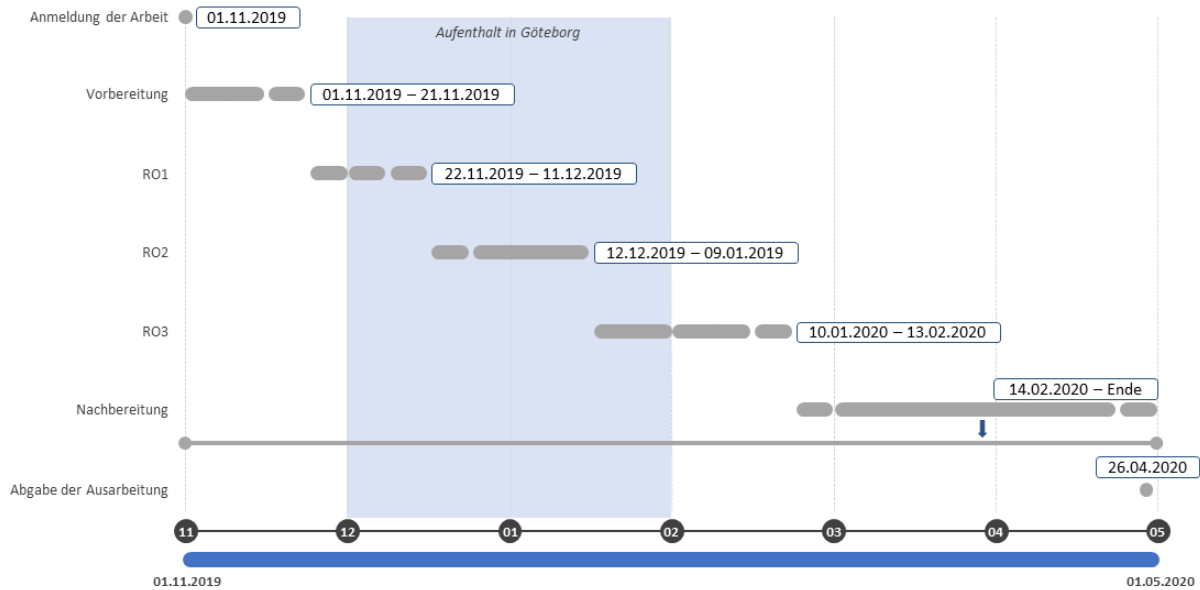 Anmeldung der Arbeit
01.11.2019
Aufenthalt in Göteborg
Vorbereitung
01.11.2019 – 21.11.2019
RO1
22.11.2019 – 11.12.2019
RO2
12.12.2019 – 09.01.2019
RO3
10.01.2020 – 13.02.2020
14.02.2020 – Ende
Nachbereitung
26.04.2020
Abgabe der Ausarbeitung
11 12 01 02 03 04 05
01.11.2019 01.05.2020